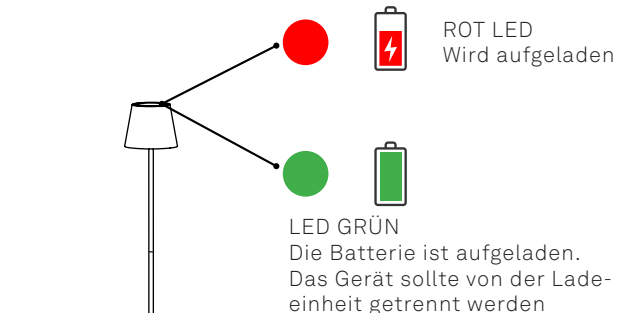 ROT LED
Wird aufgeladen
LED GRÜN
Die Batterie ist aufgeladen.
Das Gerät sollte von der Lade-
einheit getrennt werden